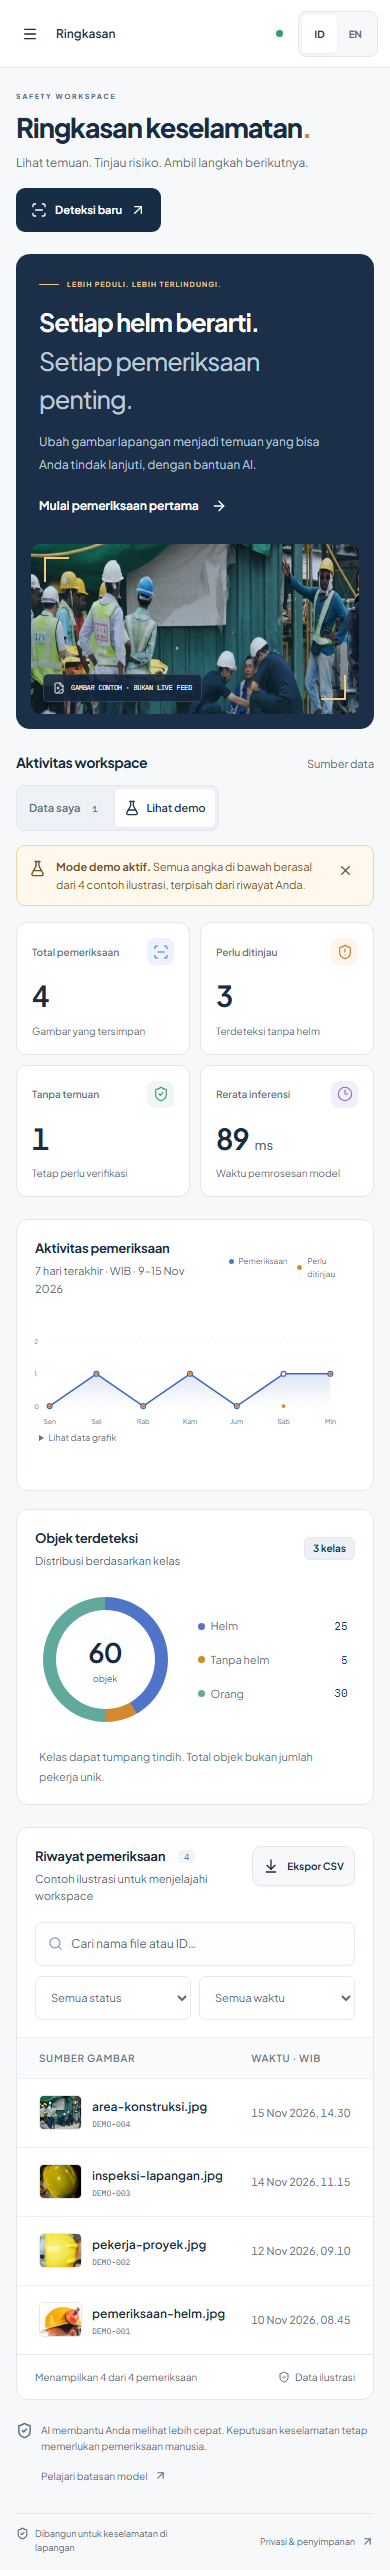 Ringkasan
ID
EN
SAFETY WORKSPACE
Ringkasan keselamatan.
Lihat temuan. Tinjau risiko. Ambil langkah berikutnya.
Deteksi baru
LEBIH PEDULI. LEBIH TERLINDUNGI.
Setiap helm berarti.
Setiap pemeriksaan
penting.
Ubah gambar lapangan menjadi temuan yang bisa
Anda tindak lanjuti, dengan bantuan AI.
Mulai pemeriksaan pertama
GAMBAR CONTOH · BUKAN LIVE FEED
Aktivitas workspace
Sumber data
Data saya 1
Lihat demo
Mode demo aktif. Semua angka di bawah berasal
dari 4 contoh ilustrasi, terpisah dari riwayat Anda.
Total pemeriksaan
4
Gambar yang tersimpan
Perlu ditinjau
3
Terdeteksi tanpa helm
Tanpa temuan
1
Tetap perlu verifikasi
Rerata inferensi
89 ms
Waktu pemrosesan model
Aktivitas pemeriksaan
7 hari terakhir · WIB · 9–15 Nov
2026
Pemeriksaan
Perlu
ditinjau
2
1
0
Sen Sel Rab Kam Jum Sab Min
Lihat data grafik
Objek terdeteksi
Distribusi berdasarkan kelas
3 kelas
60
objek
Helm 25
Tanpa helm 5
Orang 30
Kelas dapat tumpang tindih. Total objek bukan jumlah
pekerja unik.
Riwayat pemeriksaan 4
Contoh ilustrasi untuk menjelajahi
workspace
Ekspor CSV
Cari nama file atau ID...
Semua status
Semua waktu
SUMBER GAMBAR WAKTU · WIB
area-konstruksi.jpg
DEMO-004
15 Nov 2026, 14.30
inspeksi-lapangan.jpg
DEMO-003
14 Nov 2026, 11.15
pekerja-proyek.jpg
DEMO-002
12 Nov 2026, 09.10
pemeriksaan-helm.jpg
DEMO-001
10 Nov 2026, 08.45
Menampilkan 4 dari 4 pemeriksaan
Data ilustrasi
AI membantu Anda melihat lebih cepat. Keputusan keselamatan tetap
memerlukan pemeriksaan manusia.
Pelajari batasan model
Dibangun untuk keselamatan di
lapangan
Privasi & penyimpanan